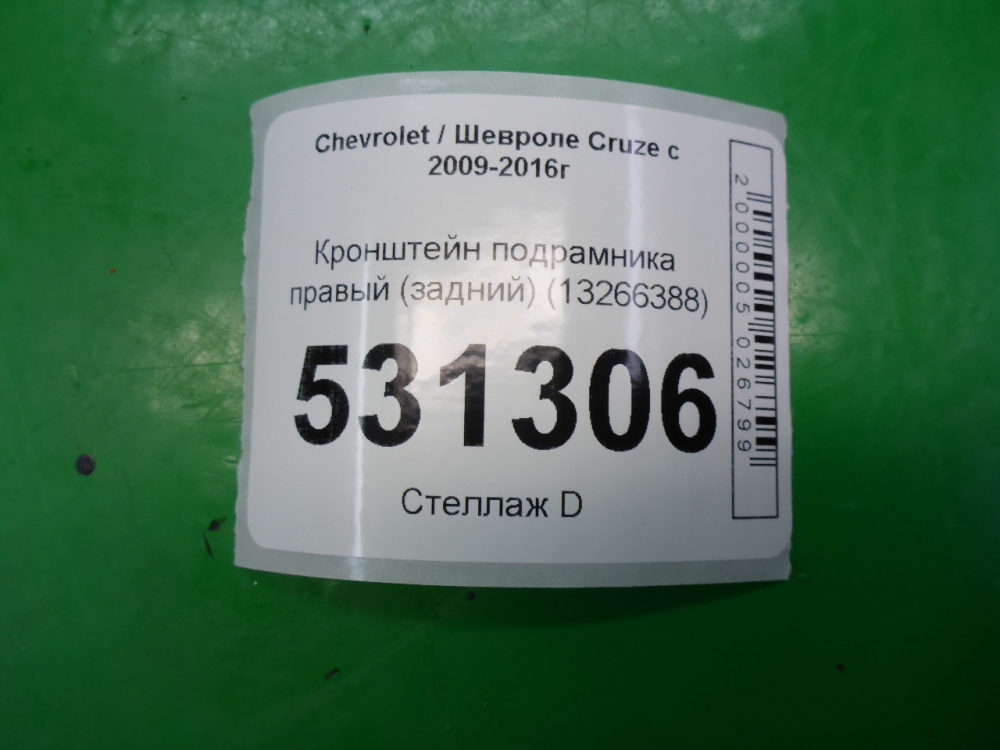 Chevrolet / Шевроле Cruze с
2009-2016г
Кронштейн подрамника
правый (задний) (13266388)
531306
Стеллаж D
2000005026799